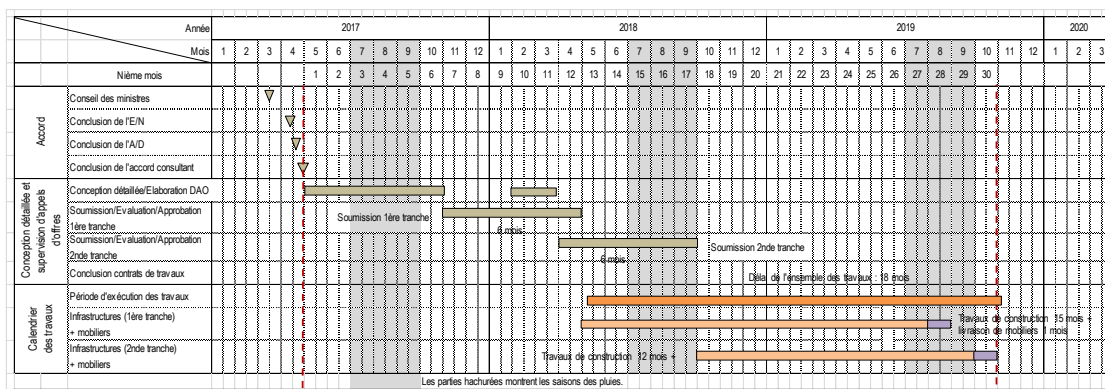 Année 2017 2018 2019 2020
Mois 1 2 3 4 5 6 7 8 9 10 11 12 1 2 3 4 5 6 7 8 9 10 11 12 1 2 3 4 5 6 7 8 9 10 11 12 1 2 3
Nième mois 1 2 3 4 5 6 7 8 9 10 11 12 13 14 15 16 17 18 19 20 21 22 23 24 25 26 27 28 29 30
Accord
Conseil des ministres
Conclusion de l'E/N
Conclusion de l'A/D
Conclusion de l'accord consultant
Conception détaillée et
supervision d'appels
d'offres
Conception détaillée/Elaboration DAO
Soumission/Evaluation/Approbation
1ère tranche
Soumission 1ère tranche
6 mois
Soumission/Evaluation/Approbation
2nde tranche
Soumission 2nde tranche
6 mois
Conclusion contrats de travaux
Délai de l'ensemble des travaux : 18 mois
Calendrier
des travaux
Période d'exécution des travaux
Infrastructures (1ère tranche)
+ mobiliers
Travaux de construction 15 mois +
livraison de mobiliers 1 mois
Infrastructures (2nde tranche)
+ mobiliers
Travaux de construction 12 mois +
Les parties hachurées montrent les saisons des pluies.